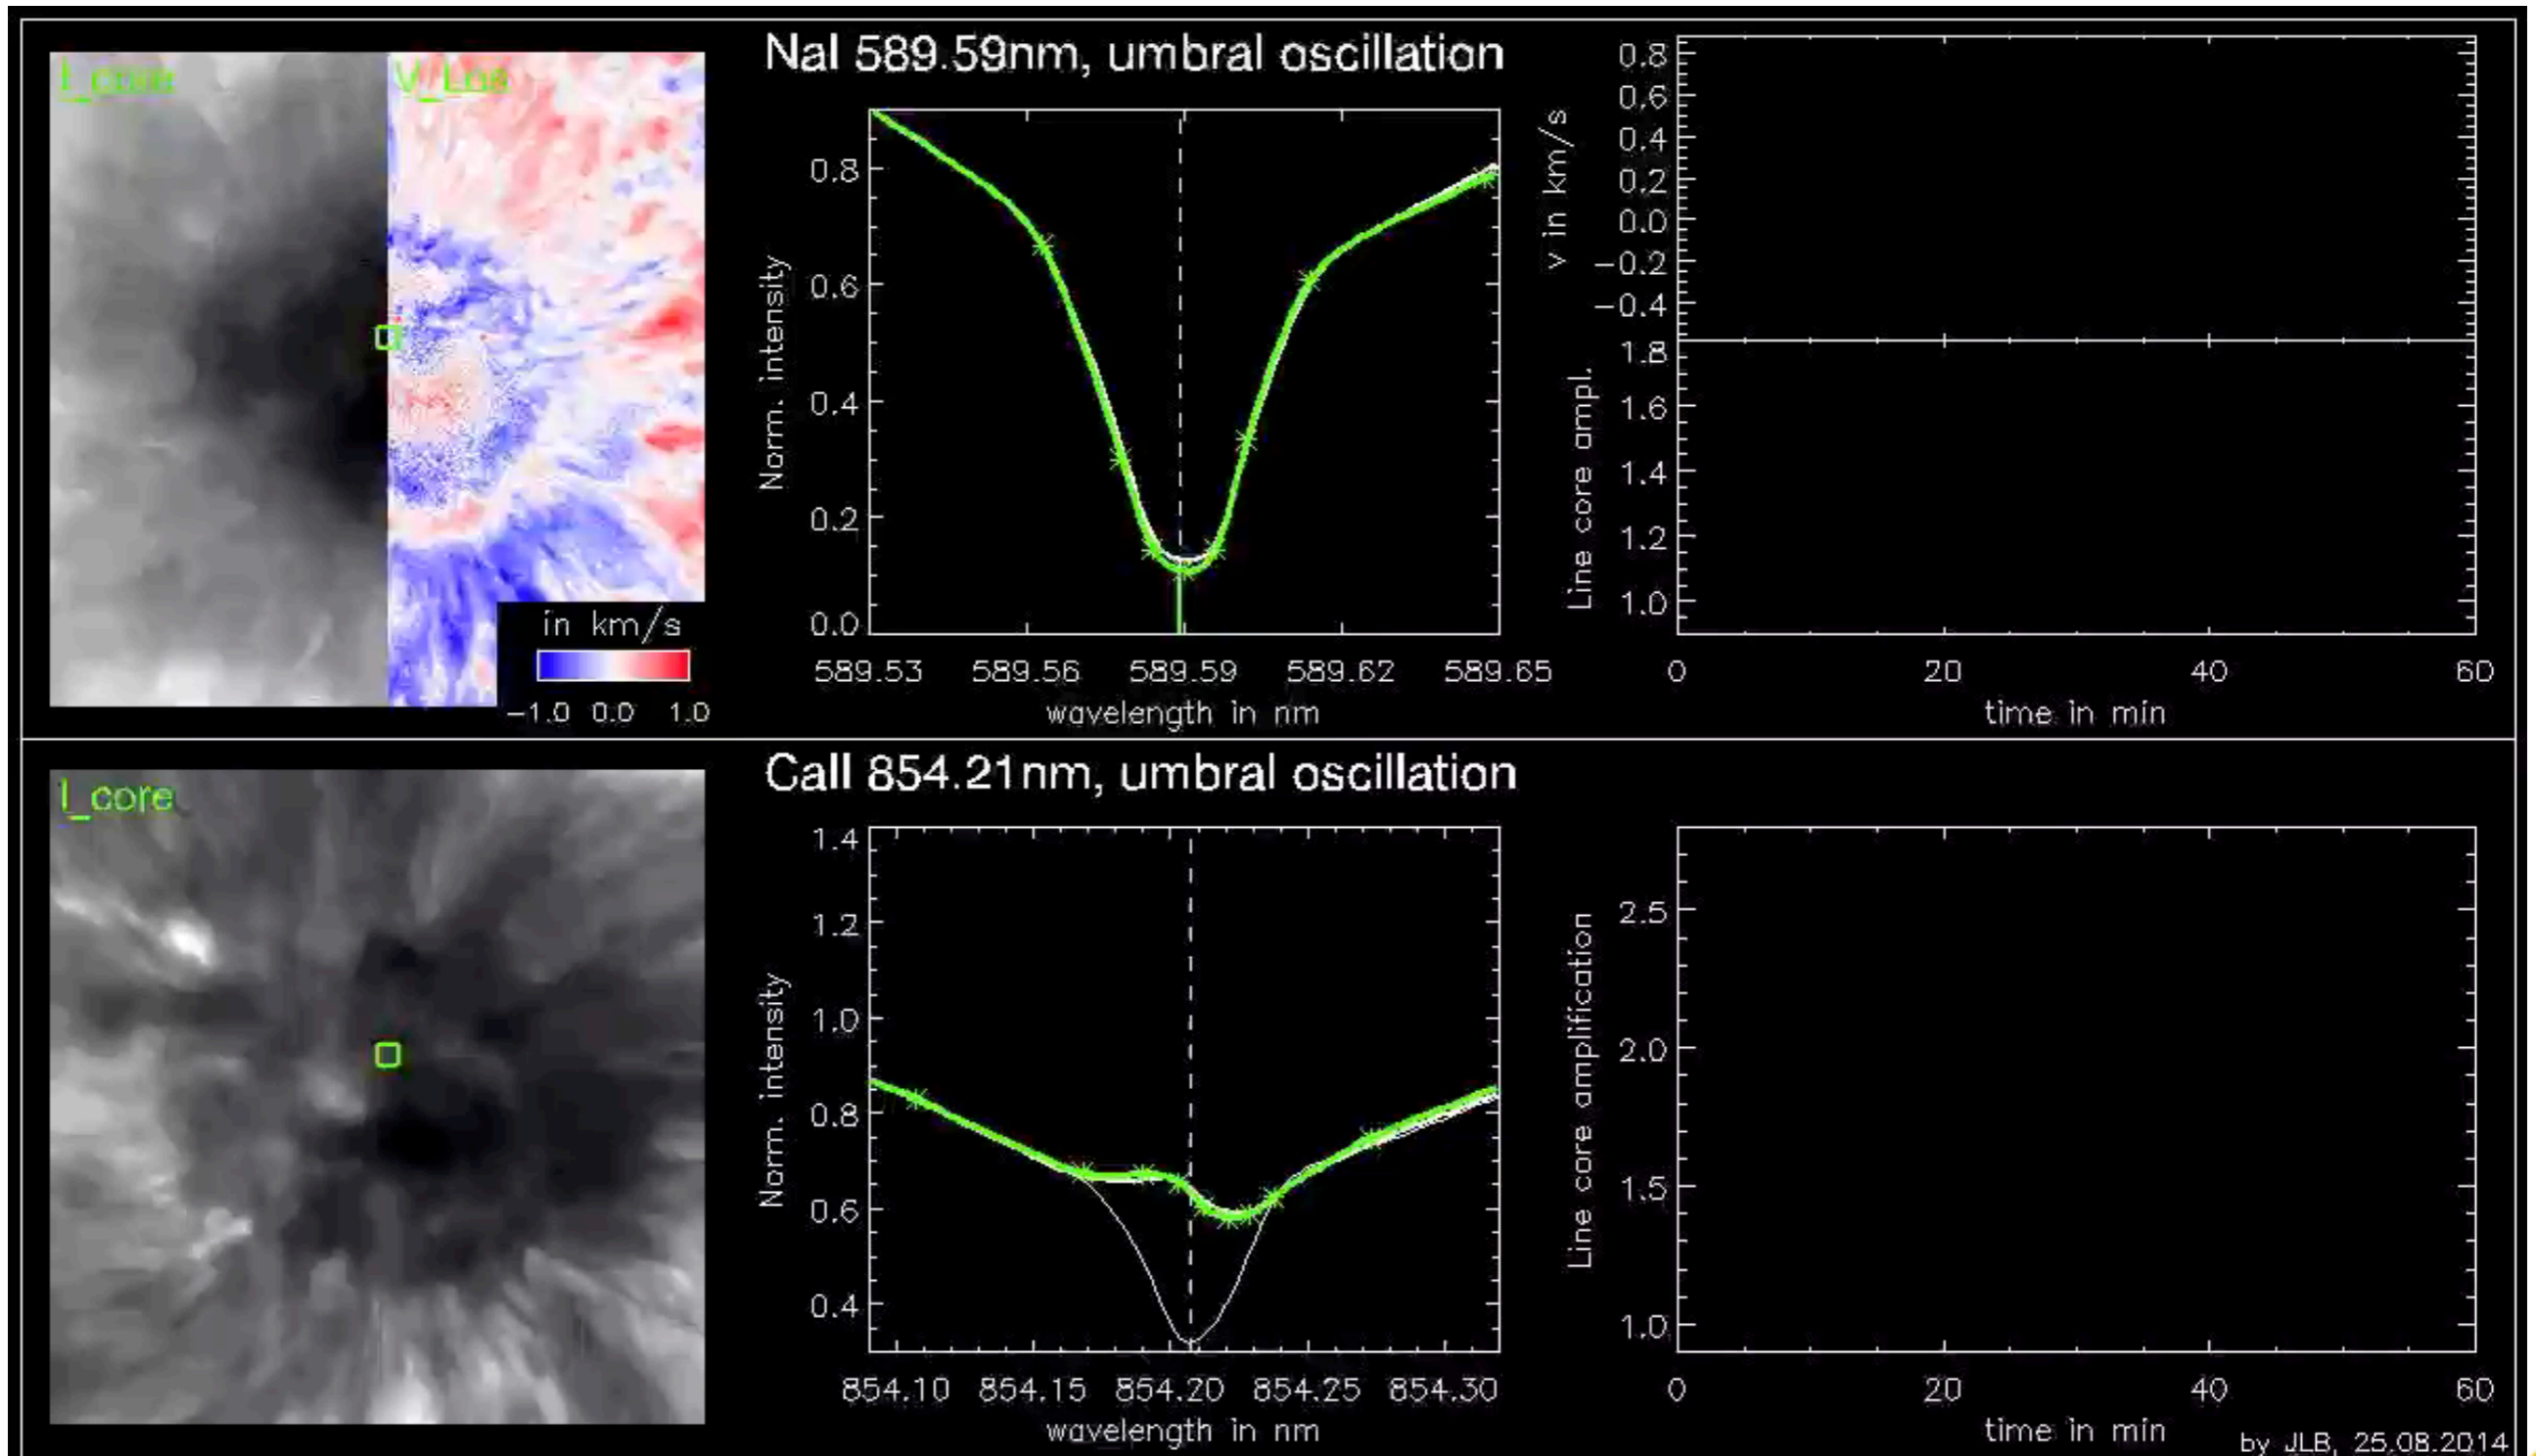 I_core
V_Los
in km/s
−1.0 0.0 1.0
NaI 589.59nm, umbral oscillation
Norm. intensity
0.8
0.6
0.4
0.2
0.0
589.53 589.56 589.59 589.62 589.65
wavelength in nm
v in km/s
0.8
0.6
0.4
0.2
0.0
−0.2
−0.4
Line core ampl.
1.8
1.6
1.4
1.2
1.0
0 20 40 60
time in min
I_core
CaII 854.21nm, umbral oscillation
Norm. intensity
1.4
1.2
1.0
0.8
0.6
0.4
854.10 854.15 854.20 854.25 854.30
wavelength in nm
Line core amplification
2.5
2.0
1.5
1.0
0 20 40 60
time in min
by JLB, 25.08.2014